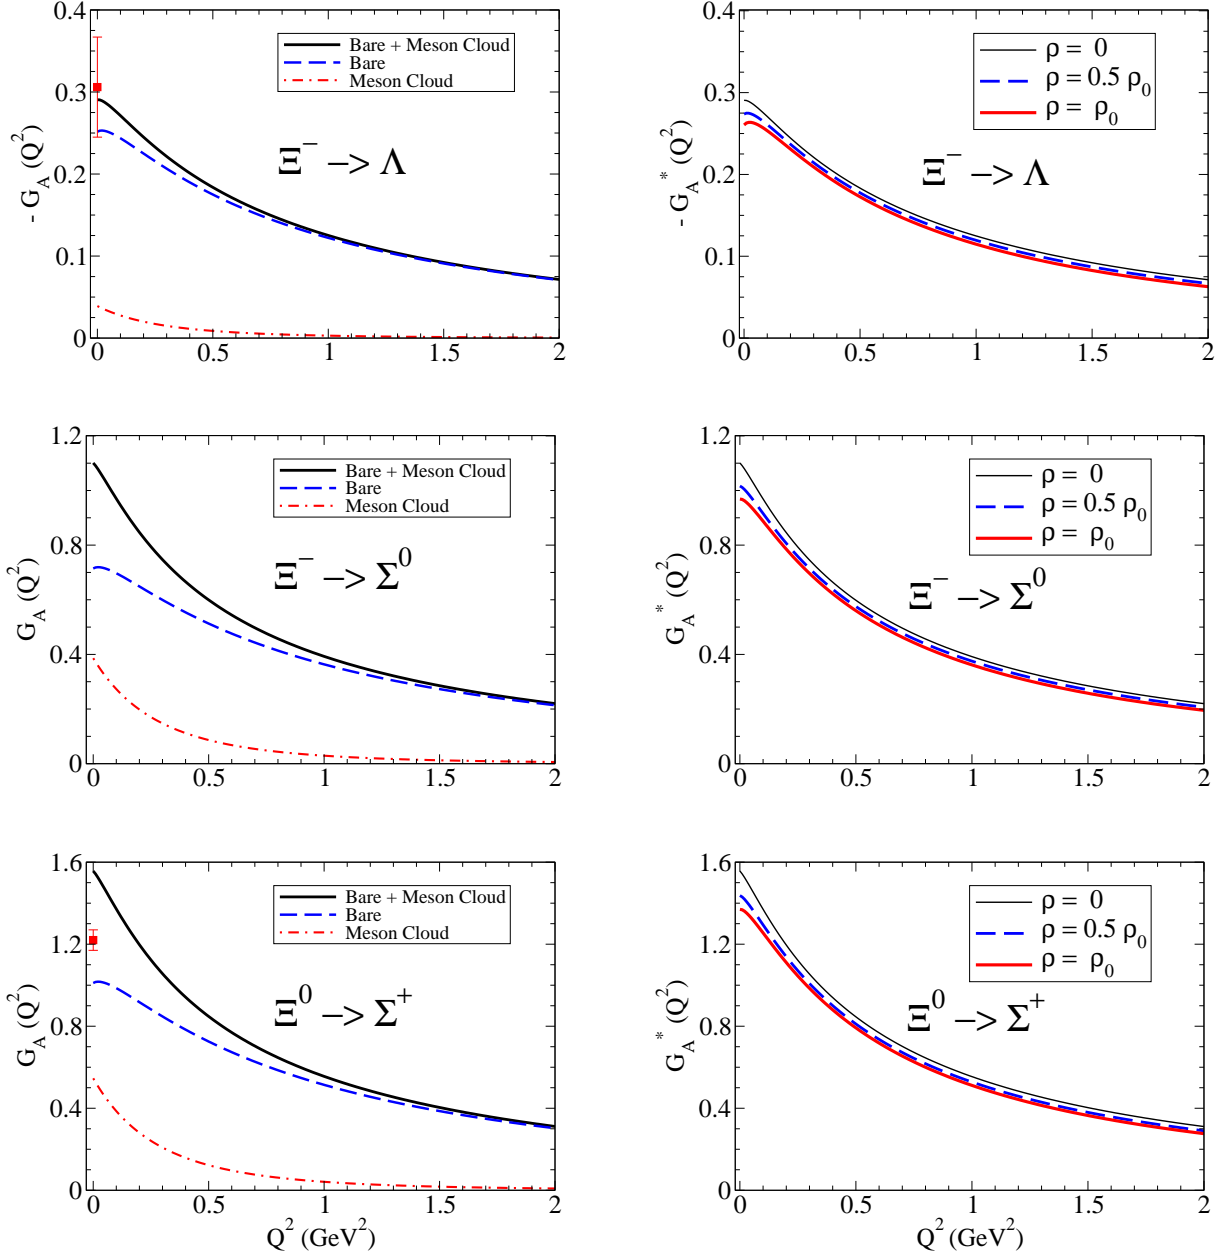 0.4
0.3
0.2
0.1
0
- G_A (Q^2)
Bare + Meson Cloud
Bare
Meson Cloud
Ξ^- —> Λ
0 0.5 1 1.5 2
0.4
0.3
0.2
0.1
0
- G_A^* (Q^2)
ρ = 0
ρ = 0.5 ρ_0
ρ = ρ_0
Ξ^- —> Λ
0 0.5 1 1.5 2
1.2
0.8
0.4
0
G_A (Q^2)
Bare + Meson Cloud
Bare
Meson Cloud
Ξ^- —> Σ^0
0 0.5 1 1.5 2
1.2
0.8
0.4
0
G_A^* (Q^2)
ρ = 0
ρ = 0.5 ρ_0
ρ = ρ_0
Ξ^- —> Σ^0
0 0.5 1 1.5 2
1.6
1.2
0.8
0.4
0
G_A (Q^2)
Bare + Meson Cloud
Bare
Meson Cloud
Ξ^0 —> Σ^+
0 0.5 1 1.5 2
Q^2 (GeV^2)
1.6
1.2
0.8
0.4
0
G_A^* (Q^2)
ρ = 0
ρ = 0.5 ρ_0
ρ = ρ_0
Ξ^0 —> Σ^+
0 0.5 1 1.5 2
Q^2 (GeV^2)